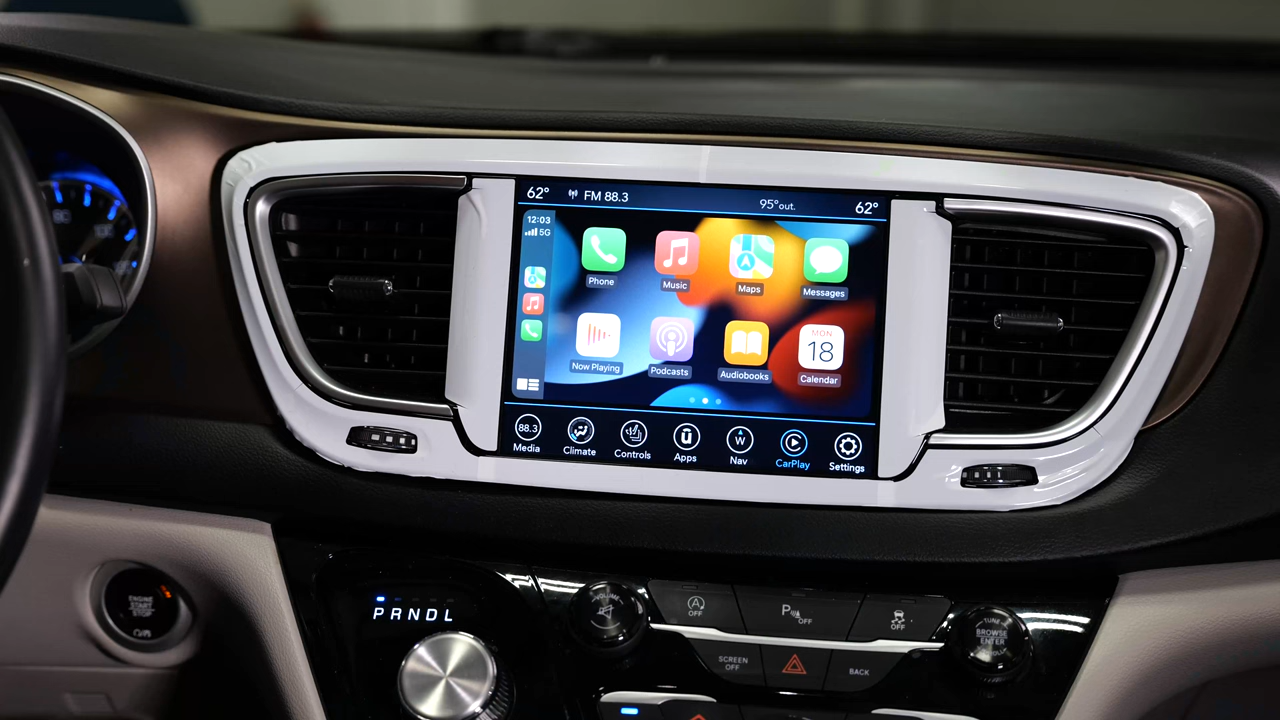 62° FM 88.3 95°out. 62°
12:03
5G
Phone Music Maps Messages
Now Playing Podcasts Audiobooks
MON
18
Calendar
88.3
W
Media Climate Controls Apps Nav CarPlay Settings
ENGINE
START
STOP
P R N D L
VOLUME
OFF
P OFF
OFF
TUNE
BROWSE
ENTER
SCREEN
OFF
BACK